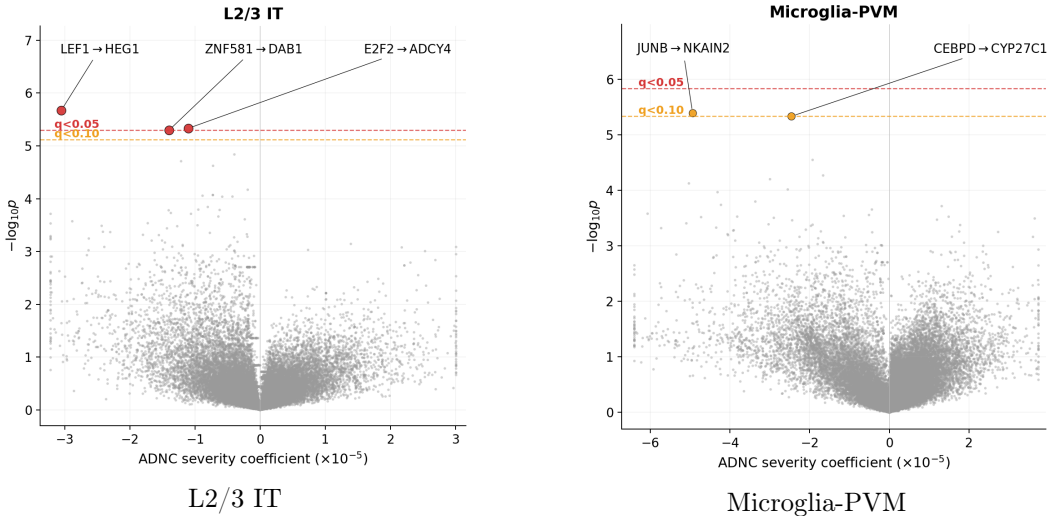 L2/3 IT
LEF1→HEG1
ZNF581→DAB1
E2F2→ADCY4
q<0.05
q<0.10
7
6
5
4
3
2
1
0
−log10p
−3
−2
−1
0
1
2
3
ADNC severity coefficient (×10⁻⁵)
L2/3 IT
Microglia-PVM
JUNB→NKAIN2
CEBPD→CYP27C1
q<0.05
q<0.10
6
5
4
3
2
1
0
−log10p
−6
−4
−2
0
2
ADNC severity coefficient (×10⁻⁵)
Microglia-PVM